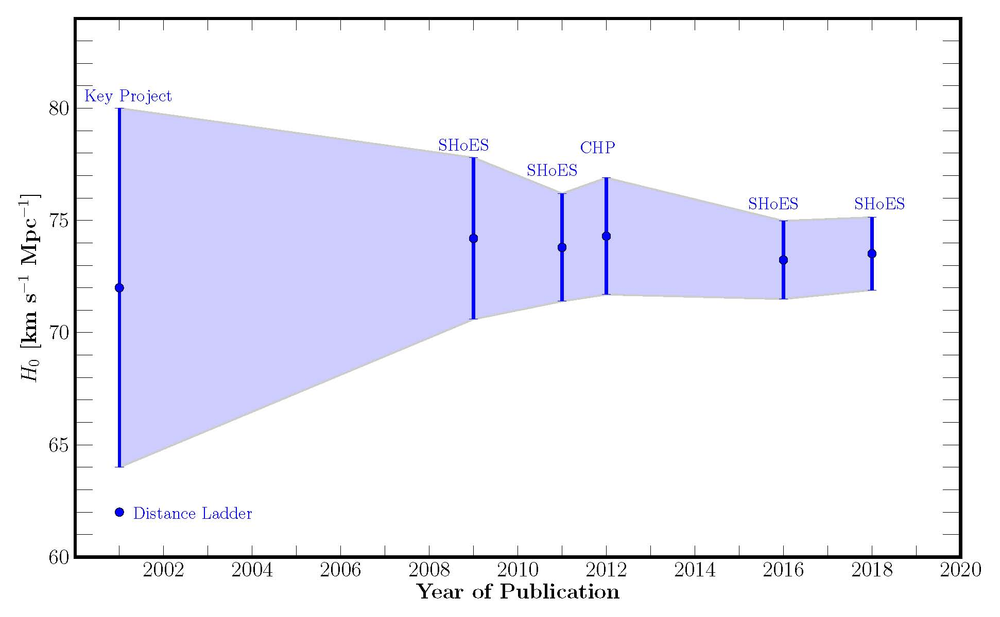 Key Project
80
SHoES
CHP
SHoES
75
SHoES
SHoES
H₀ [km s⁻¹ Mpc⁻¹]
70
65
Distance Ladder
60
2002 2004 2006 2008 2010 2012 2014 2016 2018 2020
Year of Publication